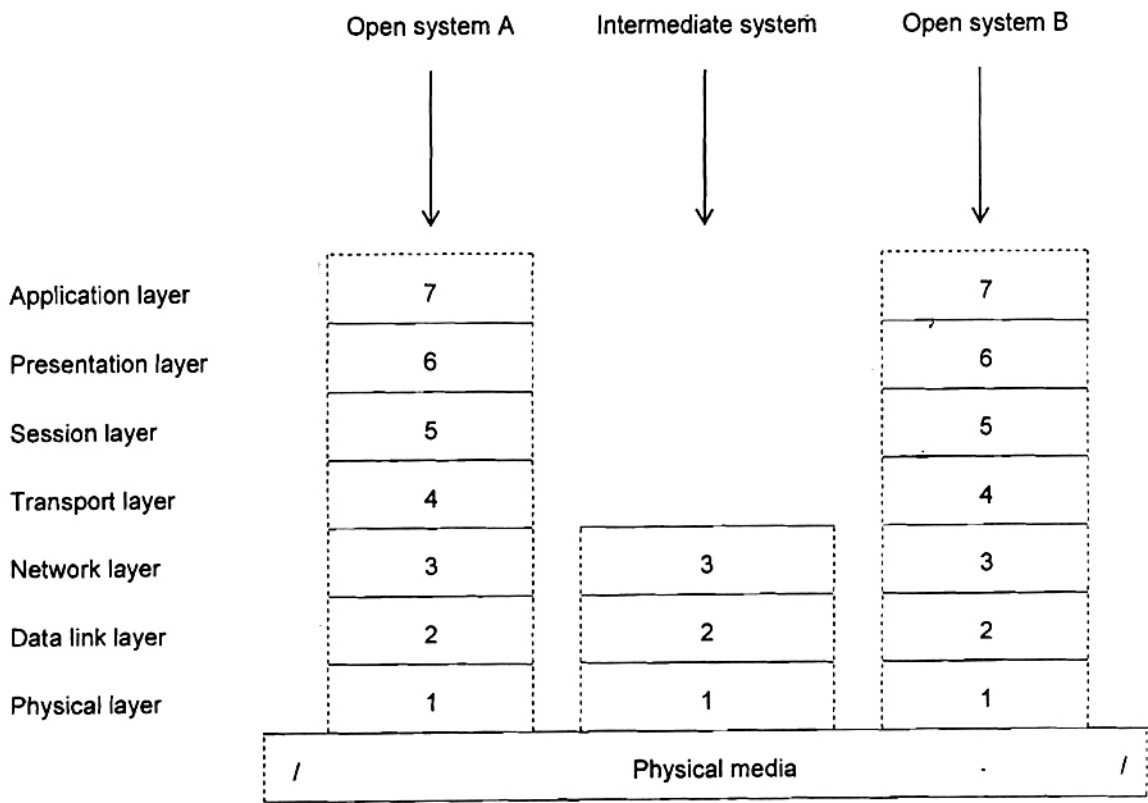 Open system A Intermediate system Open system B
Application layer 7 7
Presentation layer 6 6
Session layer 5 5
Transport layer 4 4
Network layer 3 3 3
Data link layer 2 2 2
Physical layer 1 1 1
/ Physical media /